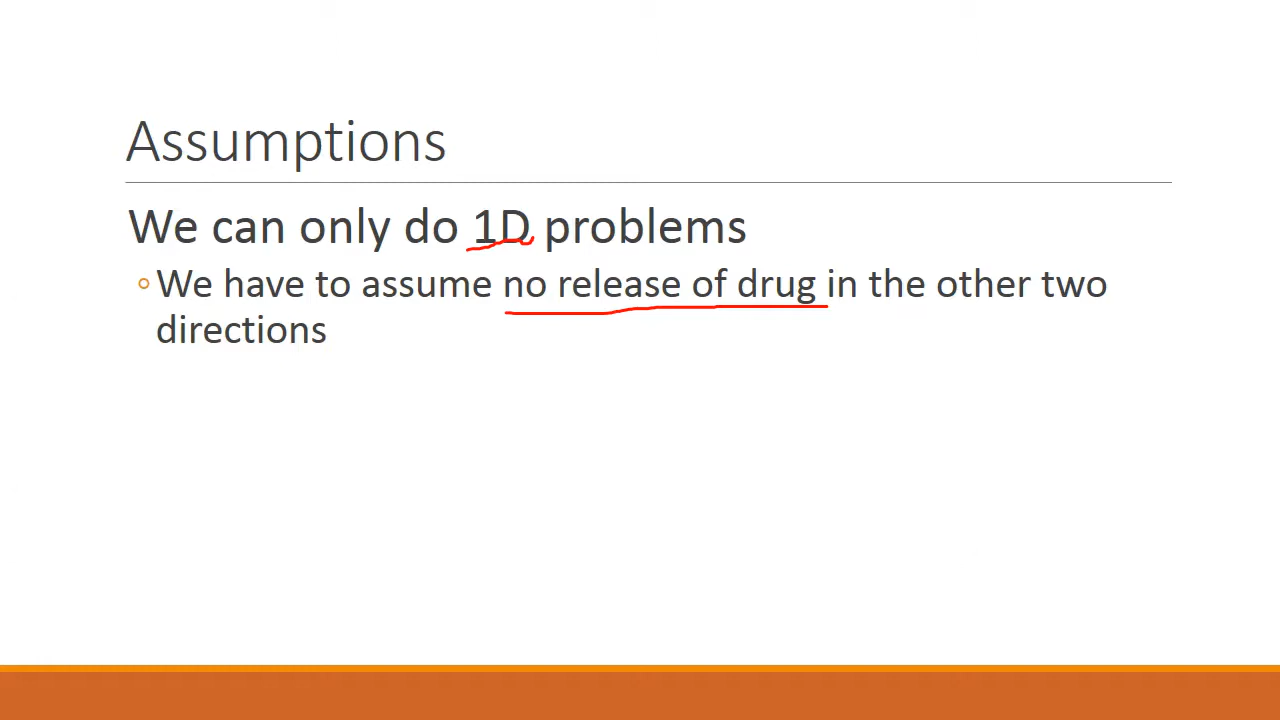 Assumptions
We can only do 1D problems
◦We have to assume no release of drug in the other two
directions